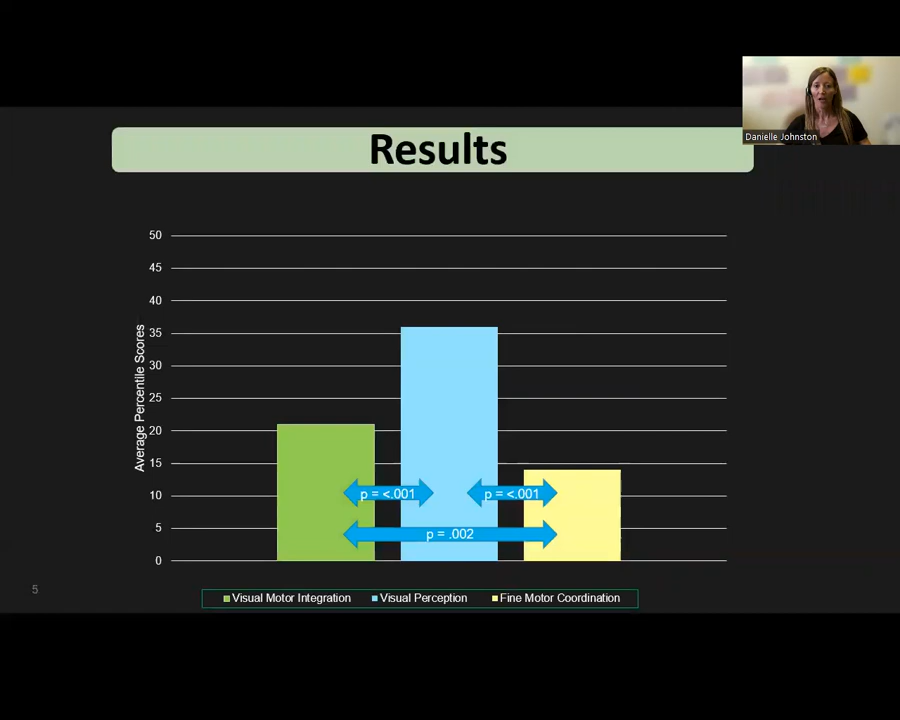 Danielle Johnston
Results
50
45
40
35
30
25
20
15
10
5
0
Average Percentile Scores
p = <.001
p = <.001
p = .002
5
Visual Motor Integration
Visual Perception
Fine Motor Coordination